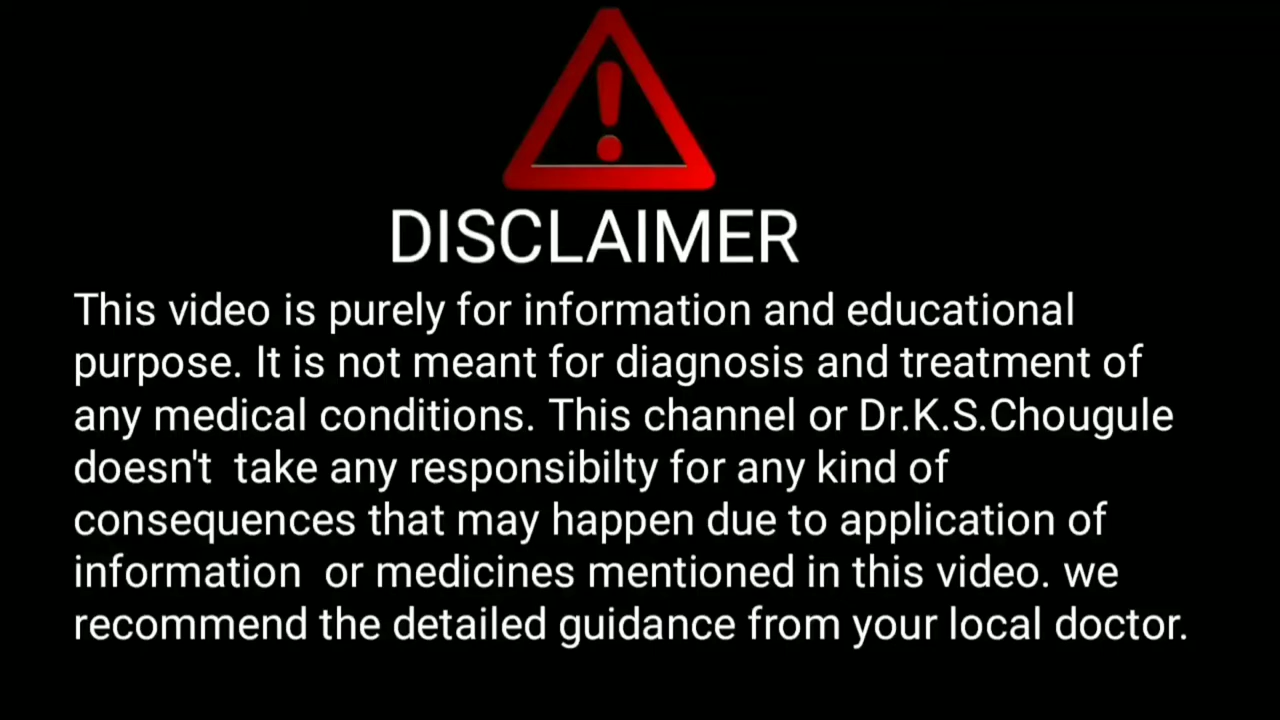 DISCLAIMER
This video is purely for information and educational
purpose. It is not meant for diagnosis and treatment of
any medical conditions. This channel or Dr.K.S.Chougule
doesn't  take any responsibilty for any kind of
consequences that may happen due to application of
information  or medicines mentioned in this video. we
recommend the detailed guidance from your local doctor.